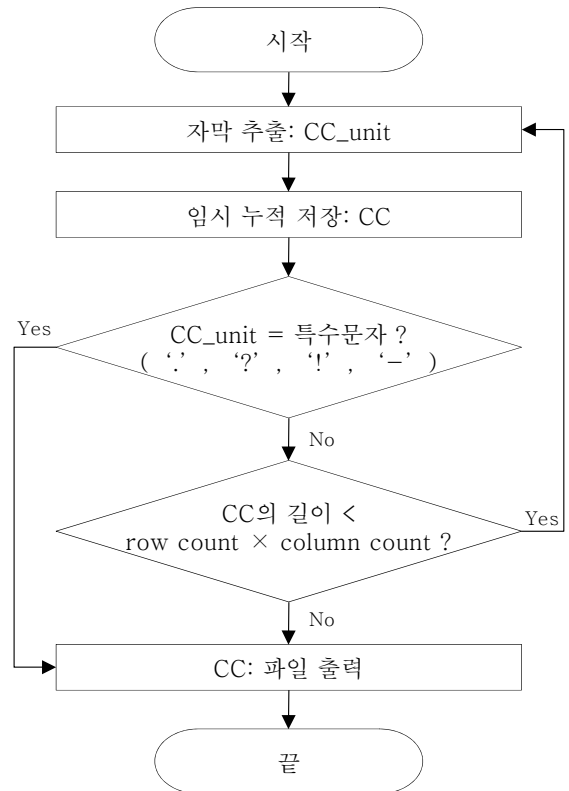 시작
자막 추출: CC_unit
임시 누적 저장: CC
Yes
CC_unit = 특수문자 ?
( ‘.’ , ‘?’ , ‘!’ , ‘−’ )
No
CC의 길이 <
row count × column count ?
Yes
No
CC: 파일 출력
끝